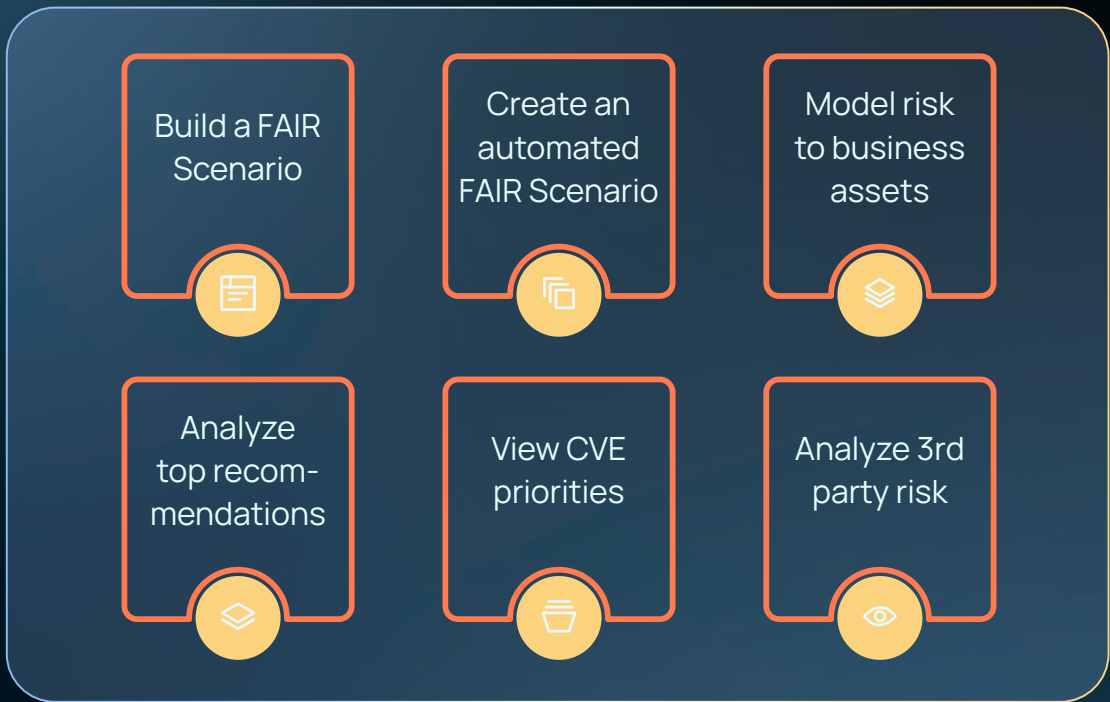 Build a FAIR
Scenario
Create an
automated
FAIR Scenario
Model risk
to business
assets
Analyze
top recom-
mendations
View CVE
priorities
Analyze 3rd
party risk